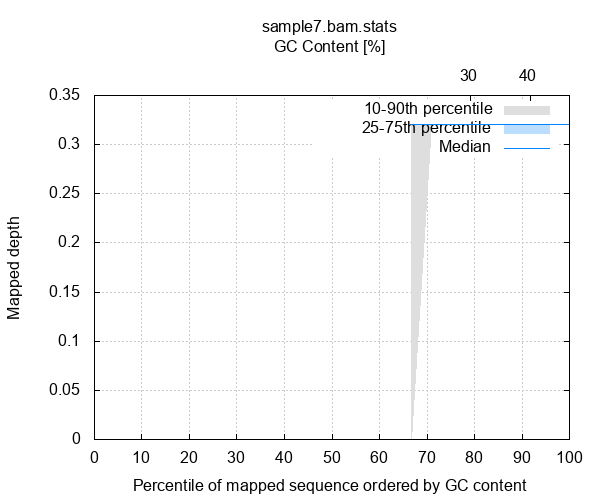 sample7.bam.stats
GC Content [%]
30 40
0.35
0.3
0.25
0.2
0.15
0.1
0.05
0
Mapped depth
10-90th percentile
25-75th percentile
Median
0 10 20 30 40 50 60 70 80 90 100
Percentile of mapped sequence ordered by GC content